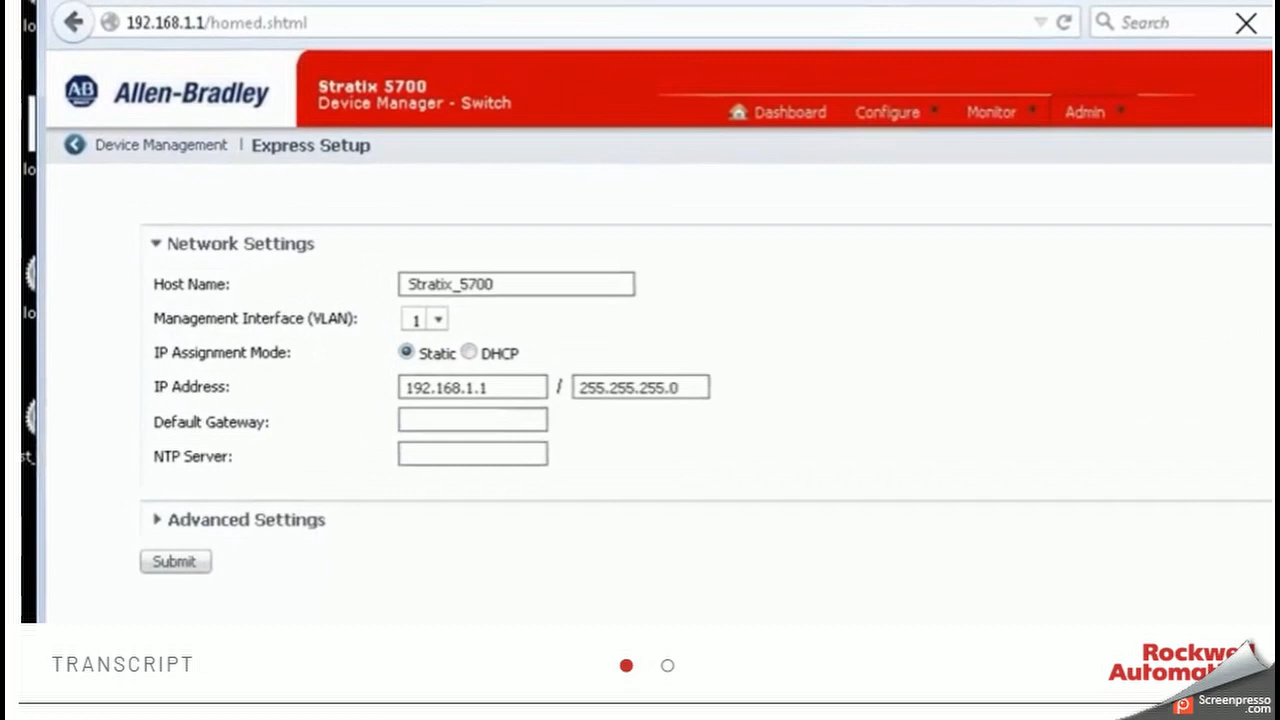 192.168.1.1/homed.shtml
Search
AB Allen-Bradley
Stratix 5700
Device Manager - Switch
Dashboard Configure Monitor Admin
Device Management | Express Setup
Network Settings
Host Name: Stratix_5700
Management Interface (VLAN): 1
IP Assignment Mode: Static DHCP
IP Address: 192.168.1.1 / 255.255.255.0
Default Gateway:
NTP Server:
Advanced Settings
Submit
TRANSCRIPT
Rockwell
Automation
Screenpresso
.com